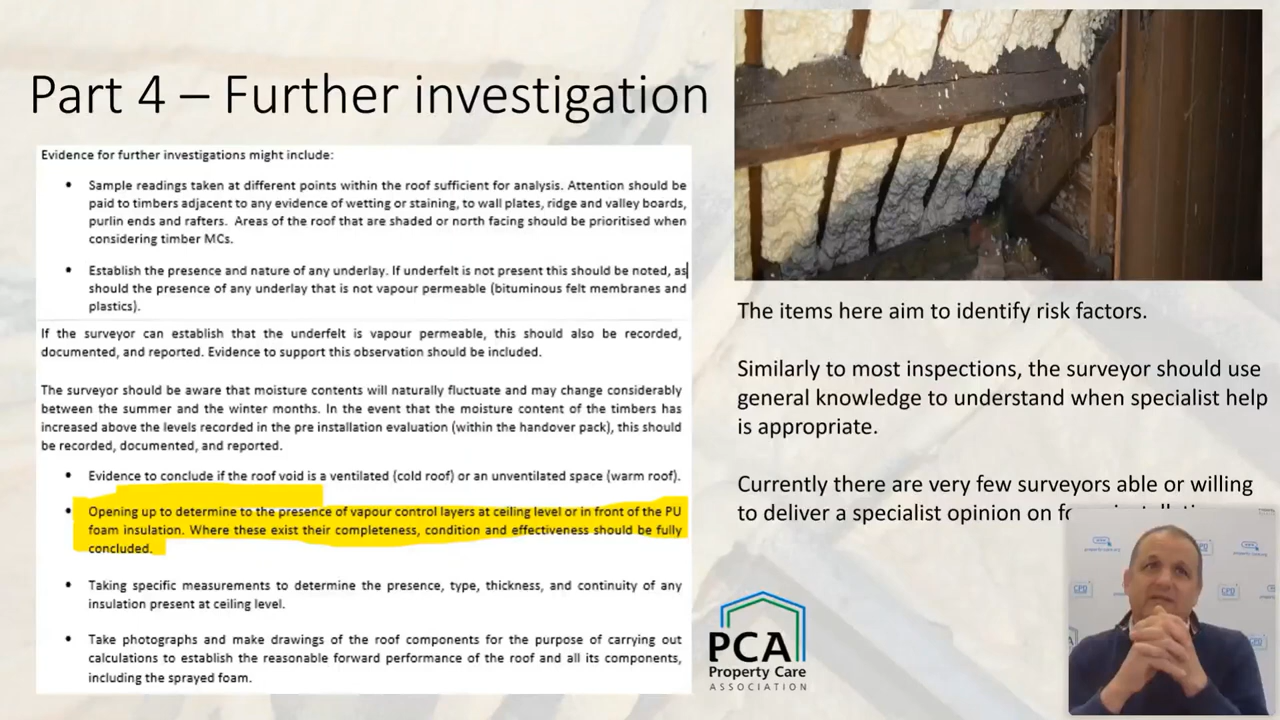 Part 4 – Further investigation
Evidence for further investigations might include:
• Sample readings taken at different points within the roof sufficient for analysis. Attention should be
paid to timbers adjacent to any evidence of wetting or staining, to wall plates, ridge and valley boards,
purlin ends and rafters. Areas of the roof that are shaded or north facing should be prioritised when
considering timber MCs.
• Establish the presence and nature of any underlay. If underfelt is not present this should be noted, as
should the presence of any underlay that is not vapour permeable (bituminous felt membranes and
plastics).
If the surveyor can establish that the underfelt is vapour permeable, this should also be recorded,
documented, and reported. Evidence to support this observation should be included.
The surveyor should be aware that moisture contents will naturally fluctuate and may change considerably
between the summer and the winter months. In the event that the moisture content of the timbers has
increased above the levels recorded in the pre installation evaluation (within the handover pack), this should
be recorded, documented, and reported.
• Evidence to conclude if the roof void is a ventilated (cold roof) or an unventilated space (warm roof).
• Opening up to determine to the presence of vapour control layers at ceiling level or in front of the PU
foam insulation. Where these exist their completeness, condition and effectiveness should be fully
concluded.
• Taking specific measurements to determine the presence, type, thickness, and continuity of any
insulation present at ceiling level.
• Take photographs and make drawings of the roof components for the purpose of carrying out
calculations to establish the reasonable forward performance of the roof and all its components,
including the sprayed foam.
The items here aim to identify risk factors.
Similarly to most inspections, the surveyor should use
general knowledge to understand when specialist help
is appropriate.
Currently there are very few surveyors able or willing
to deliver a specialist opinion on
PCA
Property Care
ASSOCIATION
CPD
CPD